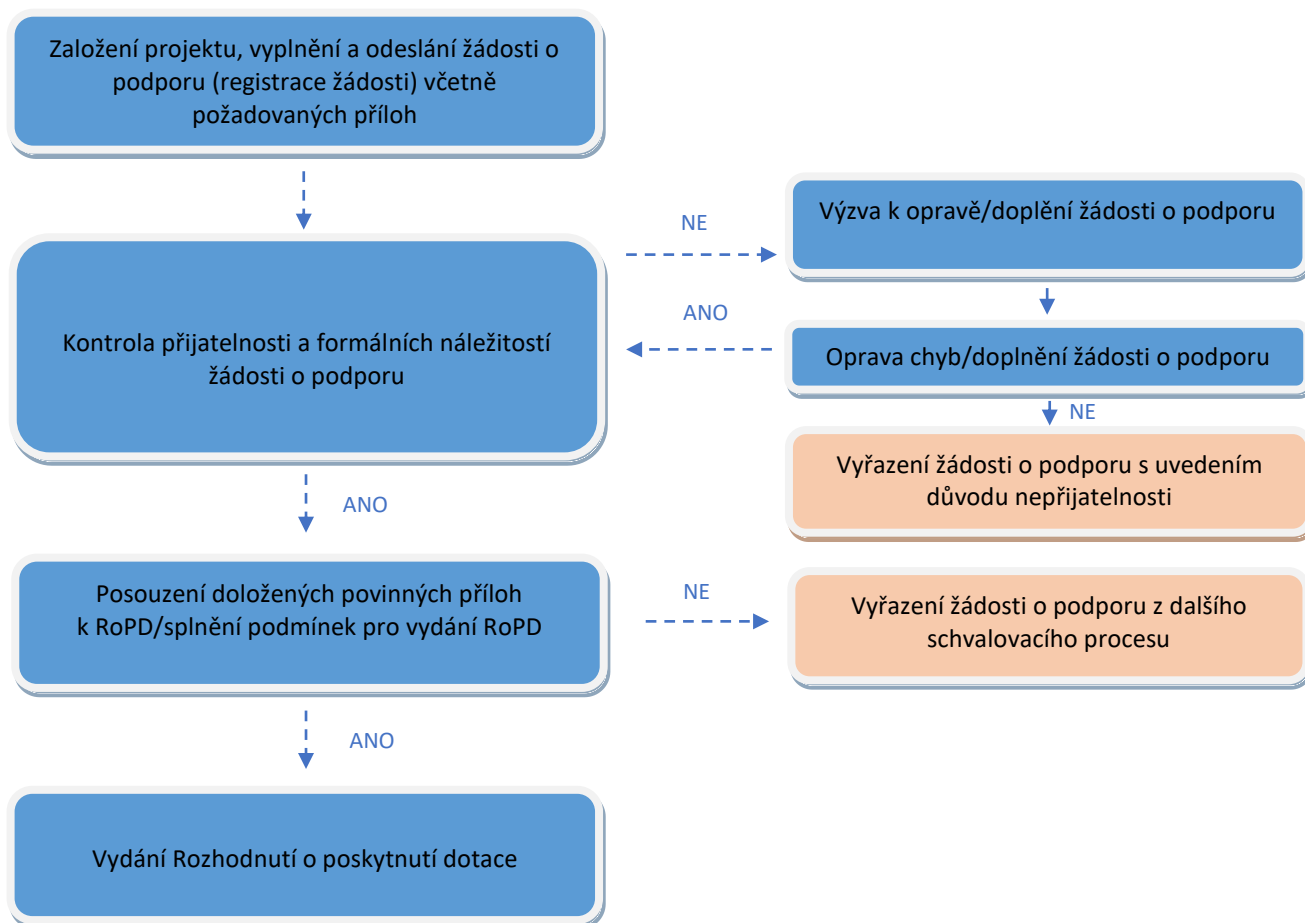 Založení projektu, vyplnění a odeslání žádosti o
podporu (registrace žádosti) včetně
požadovaných příloh
NE
Výzva k opravě/doplění žádosti o podporu
Kontrola přijatelnosti a formálních náležitostí
žádosti o podporu
ANO
Oprava chyb/doplnění žádosti o podporu
NE
Vyřazení žádosti o podporu s uvedením
důvodu nepřijatelnosti
ANO
Posouzení doložených povinných příloh
k RoPD/splnění podmínek pro vydání RoPD
NE
Vyřazení žádosti o podporu z dalšího
schvalovacího procesu
ANO
Vydání Rozhodnutí o poskytnutí dotace